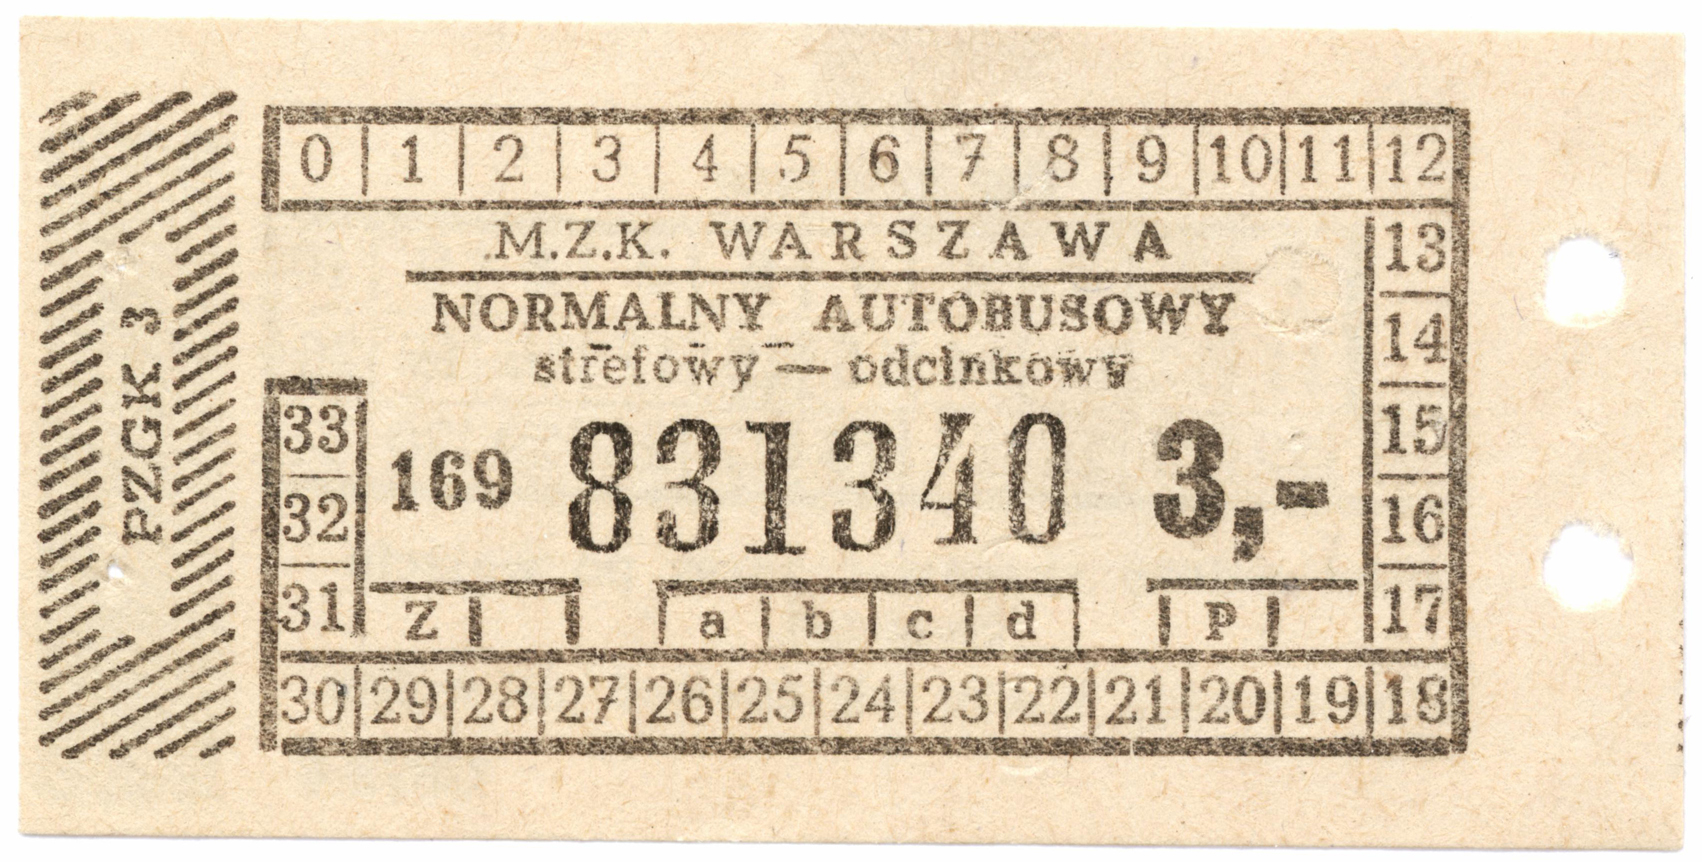 0 1 2 3 4 5 6 7 8 9 10 11 12
M.Z.K. WARSZAWA
NORMALNY AUTOBUSOWY
strefowy — odcinkowy
169 831340 3,-
Z a b c d P
13
14
15
16
17
33
32
31
30 29 28 27 26 25 24 23 22 21 20 19 18
PZGK 3